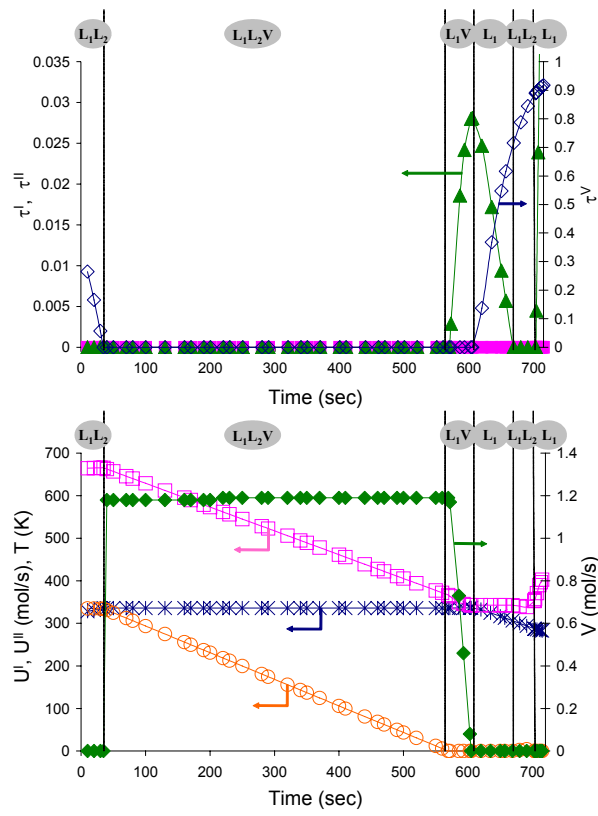 L₁L₂ L₁L₂V L₁V L₁ L₁L₂ L₁
0.035 1
0.03 0.9
0.025 0.8
0.02 0.7
0.015 0.6
0.01 0.5
0.005 0.4
0 0.3
0.2
0.1
0
τᴵ, τᴵᴵ
τⱽ
0 100 200 300 400 500 600 700
Time (sec)
L₁L₂ L₁L₂V L₁V L₁ L₁L₂ L₁
700 1.4
600 1.2
500 1
400 0.8
300 0.6
200 0.4
100 0.2
0 0
Uᴵ, Uᴵᴵ (mol/s), T (K)
V (mol/s)
0 100 200 300 400 500 600 700
Time (sec)